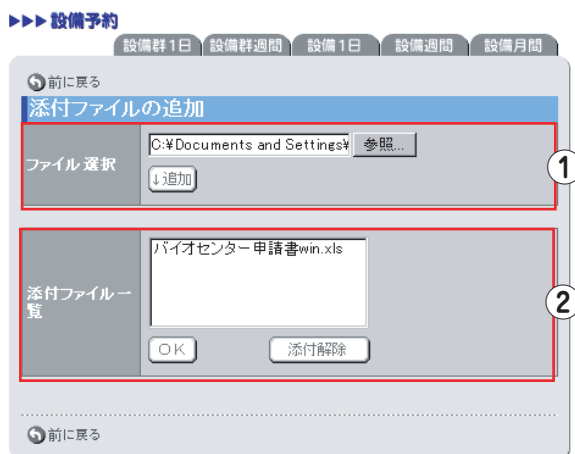 ▶▶▶設備予約
設備群1日 設備群週間 設備1日 設備週間 設備月間
前に戻る
添付ファイルの追加
ファイル選択
C:¥Documents and Settings¥ 参照...
↓追加
①
添付ファイル一
覧
バイオセンター申請書win.xls
②
OK 添付解除
前に戻る